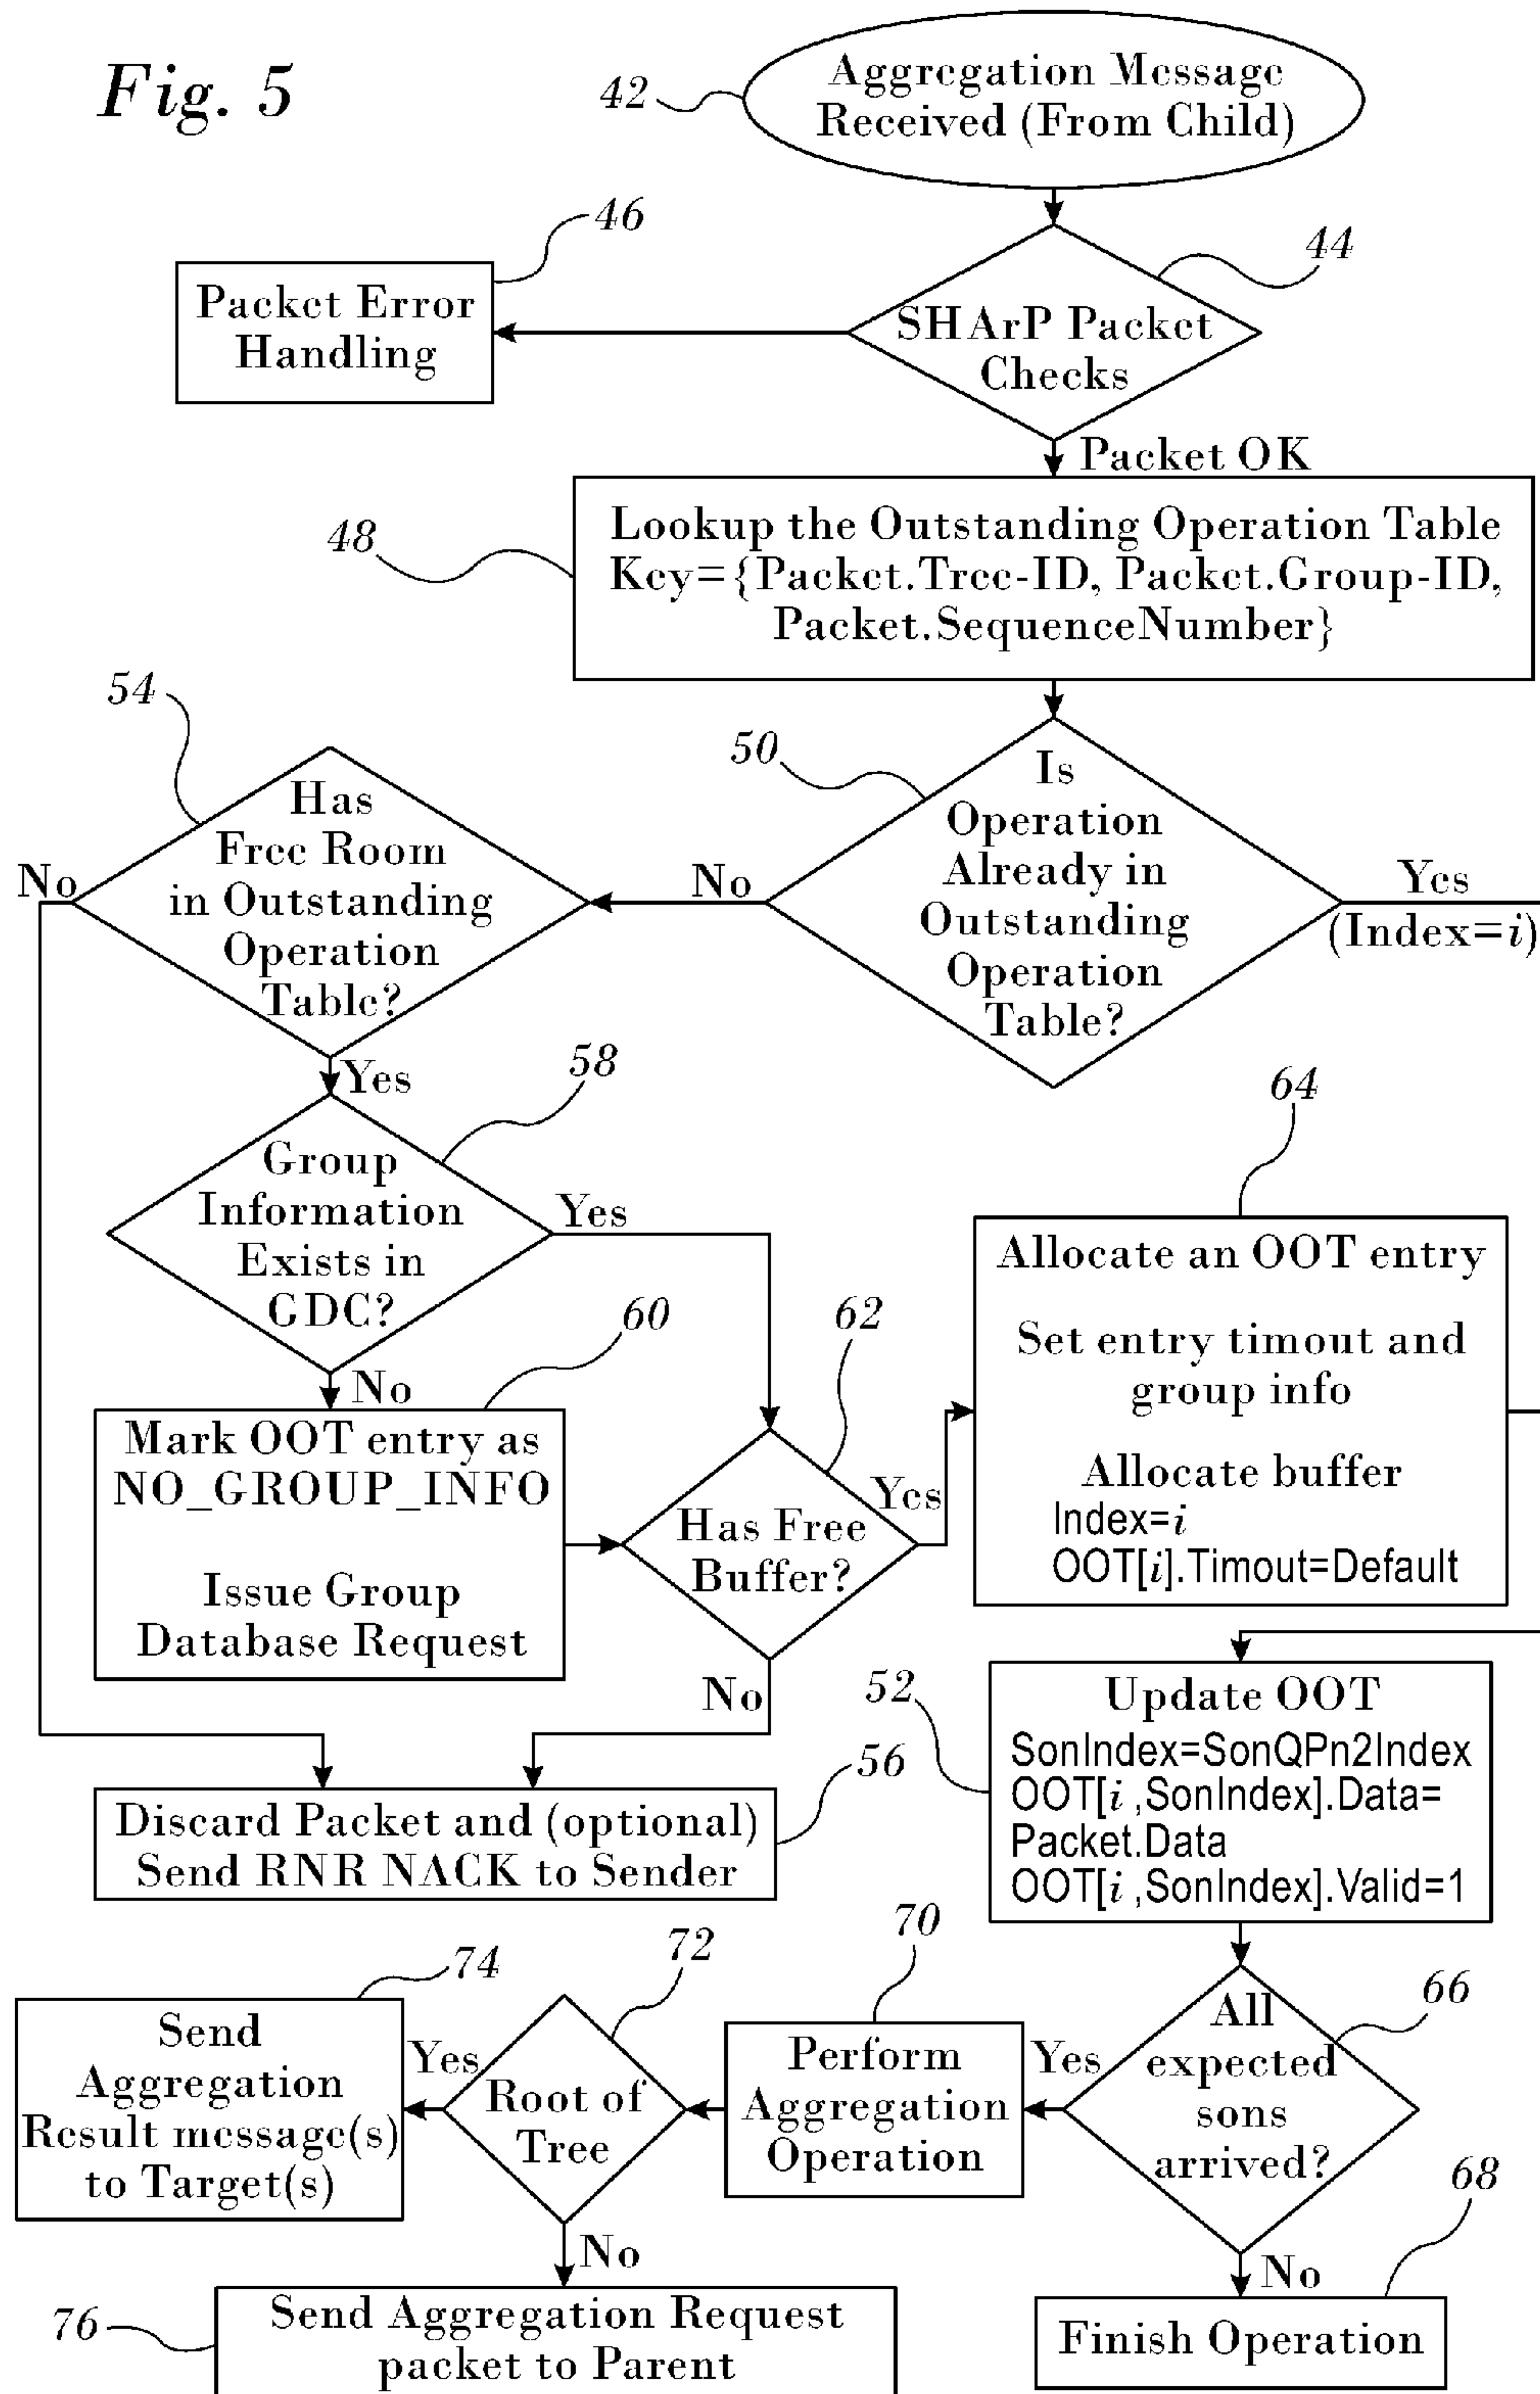 Fig. 5
42
Aggregation Message
Received (From Child)
46
44
Packet Error
Handling
SHArP Packet
Checks
Packet OK
48
Lookup the Outstanding Operation Table
Key={Packet.Tree-ID, Packet.Group-ID,
Packet.SequenceNumber}
54
50
Has
Free Room
in Outstanding
Operation
Table?
No
No
Is
Operation
Already in
Outstanding
Operation
Table?
Yes
(Index=i)
Yes
58
64
Group
Information
Exists in
GDC?
Yes
No
60
62
Allocate an OOT entry
Set entry timout and
group info
Allocate buffer
Index=i
OOT[i].Timout=Default
Mark OOT entry as
NO_GROUP_INFO
Issue Group
Database Request
Has Free
Buffer?
Yes
No
52
Update OOT
SonIndex=SonQPn2Index
OOT[i ,SonIndex].Data=
Packet.Data
OOT[i ,SonIndex].Valid=1
56
Discard Packet and (optional)
Send RNR NACK to Sender
74
72
70
66
Send
Aggregation
Result message(s)
to Target(s)
Yes
Root of
Tree
Perform
Aggregation
Operation
Yes
All
expected
sons
arrived?
68
No
No
76
Send Aggregation Request
packet to Parent
Finish Operation